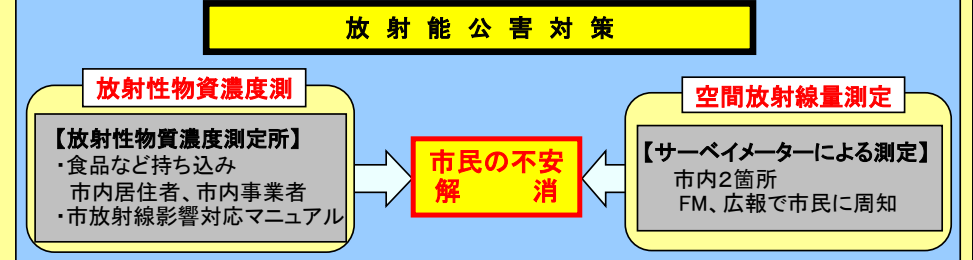 放射能公害対策
放射性物資濃度測
【放射性物質濃度測定所】
・食品など持ち込み
市内居住者、市内事業者
・市放射線影響対応マニュアル
市民の不安
解　　消
空間放射線量測定
【サーベイメーターによる測定】
市内２箇所
FM、広報で市民に周知